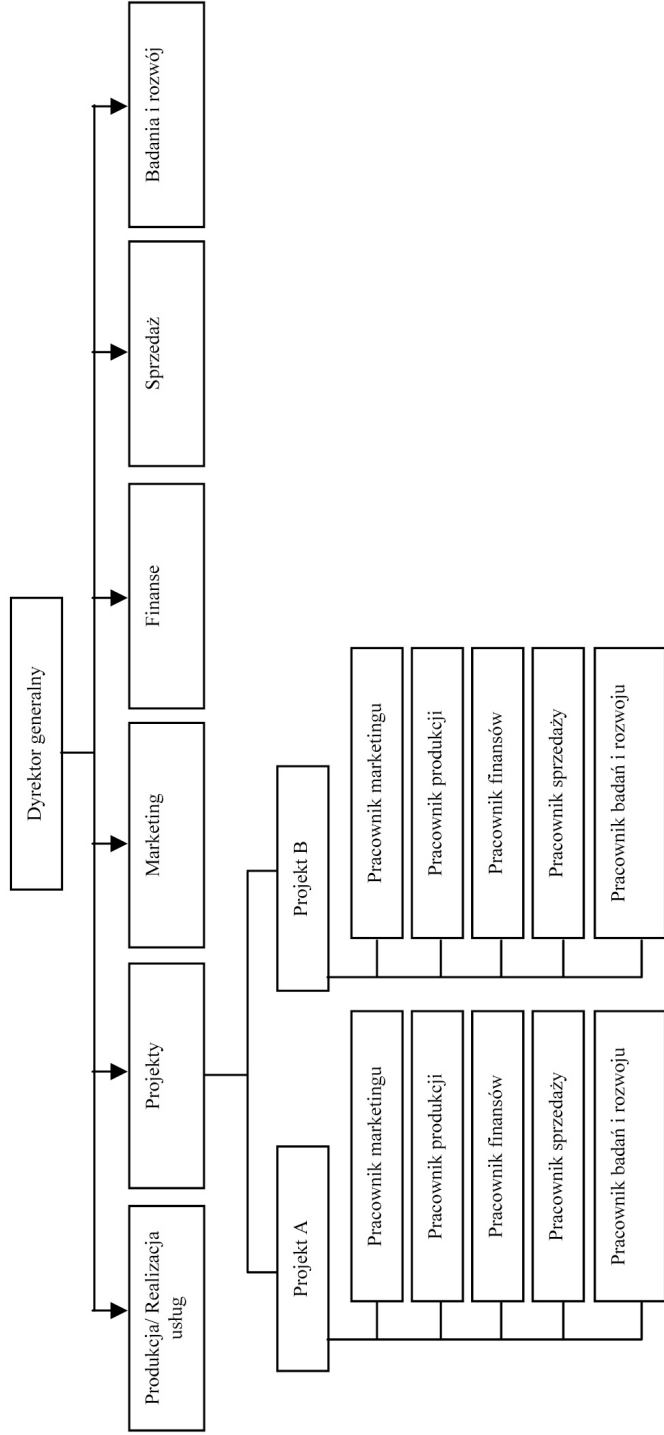 Dyrektor generalny
Produkcja/ Realizacja
usług
Projekty
Marketing
Finanse
Sprzedaż
Badania i rozwój
Projekt A
Pracownik marketingu
Pracownik produkcji
Pracownik finansów
Pracownik sprzedaży
Pracownik badań i rozwoju
Projekt B
Pracownik marketingu
Pracownik produkcji
Pracownik finansów
Pracownik sprzedaży
Pracownik badań i rozwoju